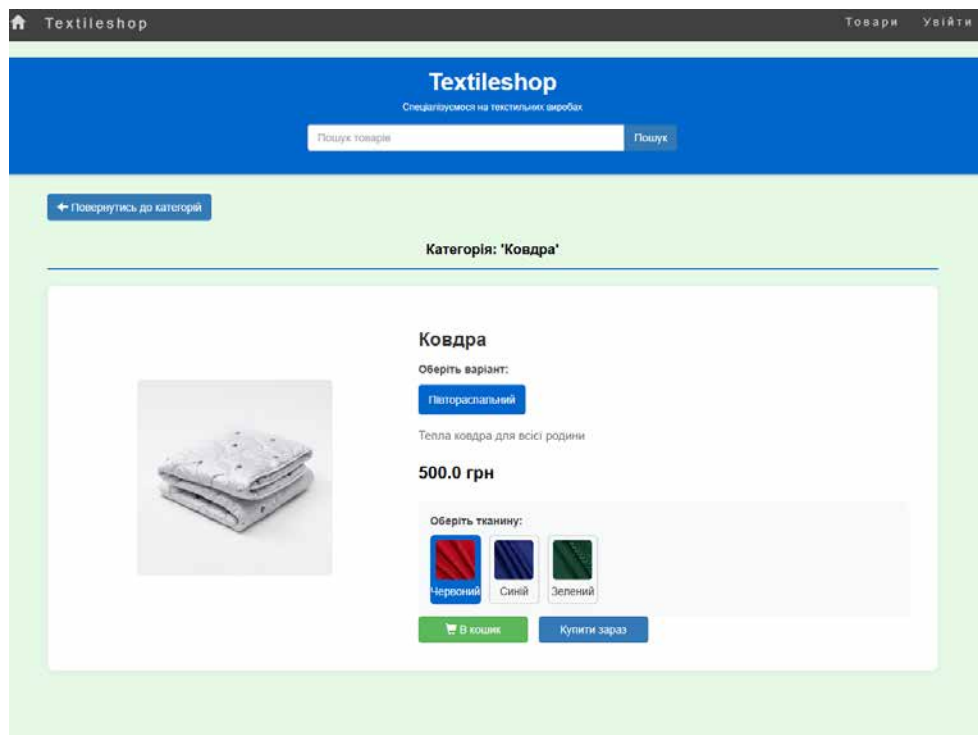 Textileshop Товари Увійти
Textileshop
Спеціалізуємося на текстильних виробах
Пошук товарів Пошук
Повернутись до категорій
Категорія: 'Ковдра'
Ковдра
Оберіть варіант:
Півтораспальний
Тепла ковдра для всієї родини
500.0 грн
Оберіть тканину:
Червоний Синій Зелений
В кошик Купити зараз